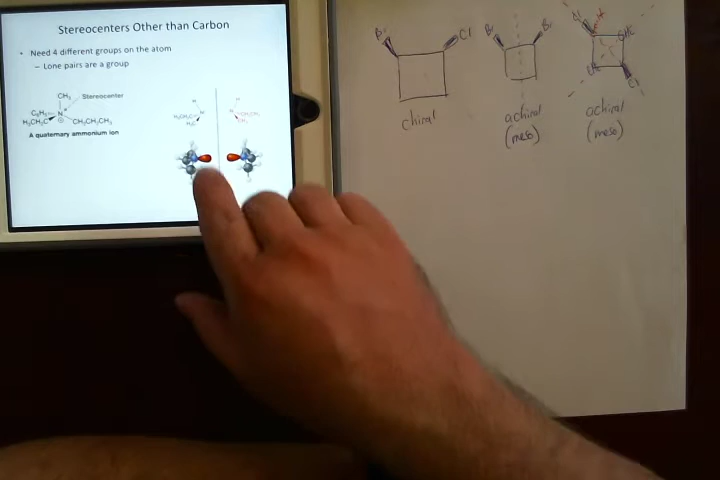 Stereocenters Other than Carbon
• Need 4 different groups on the atom
– Lone pairs are a group
CH₃
Stereocenter
N
H₃CH₂C
CH₂CH₂CH₃
A quaternary ammonium ion
Br
Cl
chiral
Br
Br
achiral
(meso)
Cl
achiral
(meso)